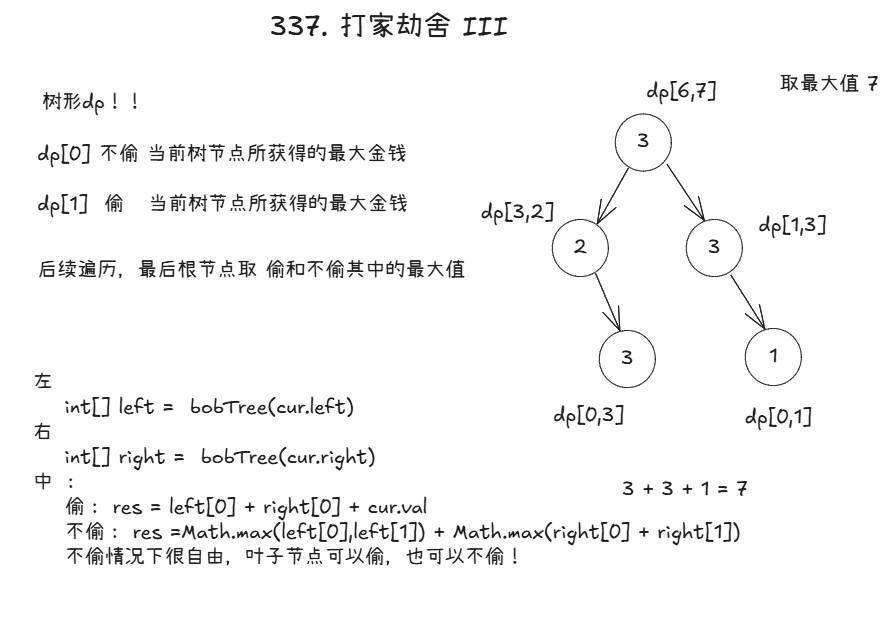 337. 打家劫舍 III
树形dp！！
dp[0] 不偷 当前树节点所获得的最大金钱
dp[1] 偷 当前树节点所获得的最大金钱
后续遍历，最后根节点取 偷和不偷其中的最大值
取最大值 7
dp[6,7]
3
dp[3,2]
2
3
dp[1,3]
3
1
dp[0,3]
dp[0,1]
3 + 3 + 1 = 7
左
int[] left = bobTree(cur.left)
右
int[] right = bobTree(cur.right)
中 ：
偷： res = left[0] + right[0] + cur.val
不偷： res =Math.max(left[0],left[1]) + Math.max(right[0] + right[1])
不偷情况下很自由，叶子节点可以偷，也可以不偷！